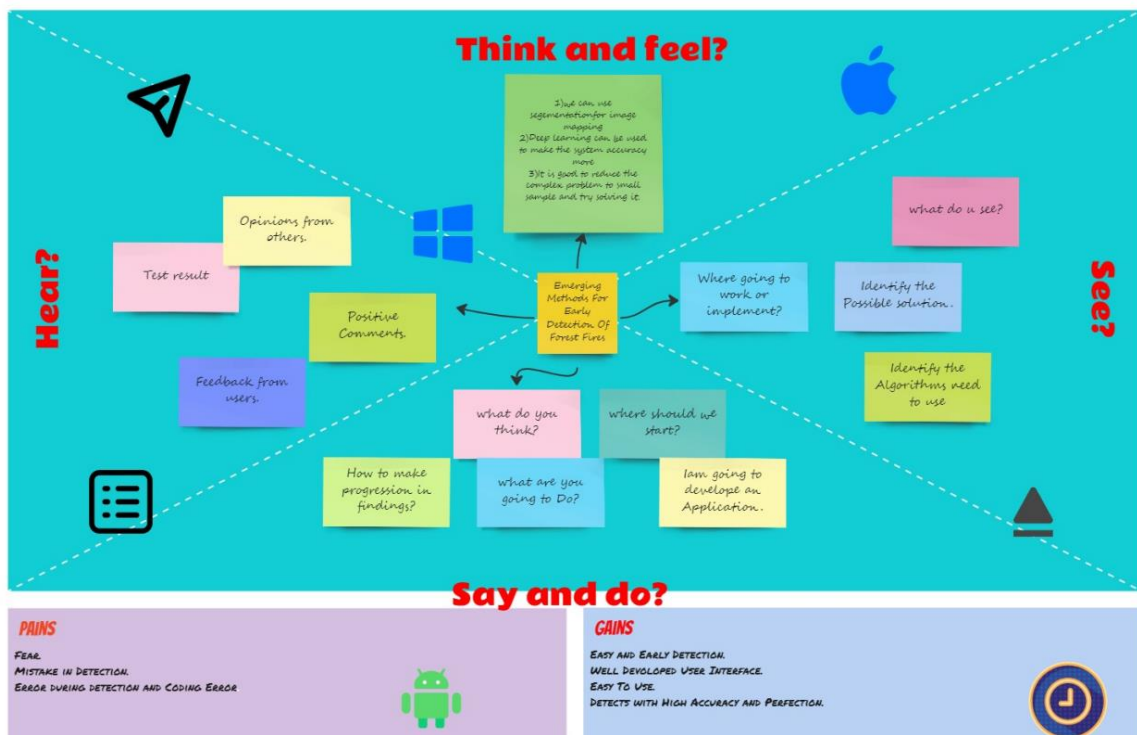 Think and feel?
1)we can use
segementationfor image
mapping
2)Deep learning can be used
to make the system accuracy
more
3)it is good to reduce the
complex problem to small
sample and try solving it.
Hear?
Opinions from
others.
Test result
Positive
Comments.
Feedback from
users.
Emerging
Methods For
Early
Detection Of
Forest Fires
See?
what do u see?
Where going to
work or
implement?
Identify the
Possible solution.
Identify the
Algorithms need
to use
what do you
think?
where should we
start?
How to make
progression in
findings?
what are you
going to Do?
Iam going to
develope an
Application.
Say and do?
PAINS
FEAR.
MISTAKE IN DETECTION.
ERROR DURING DETECTION AND CODING ERROR.
GAINS
EASY AND EARLY DETECTION.
WELL DEVOLOPED USER INTERFACE.
EASY TO USE.
DETECTS WITH HIGH ACCURACY AND PERFECTION.